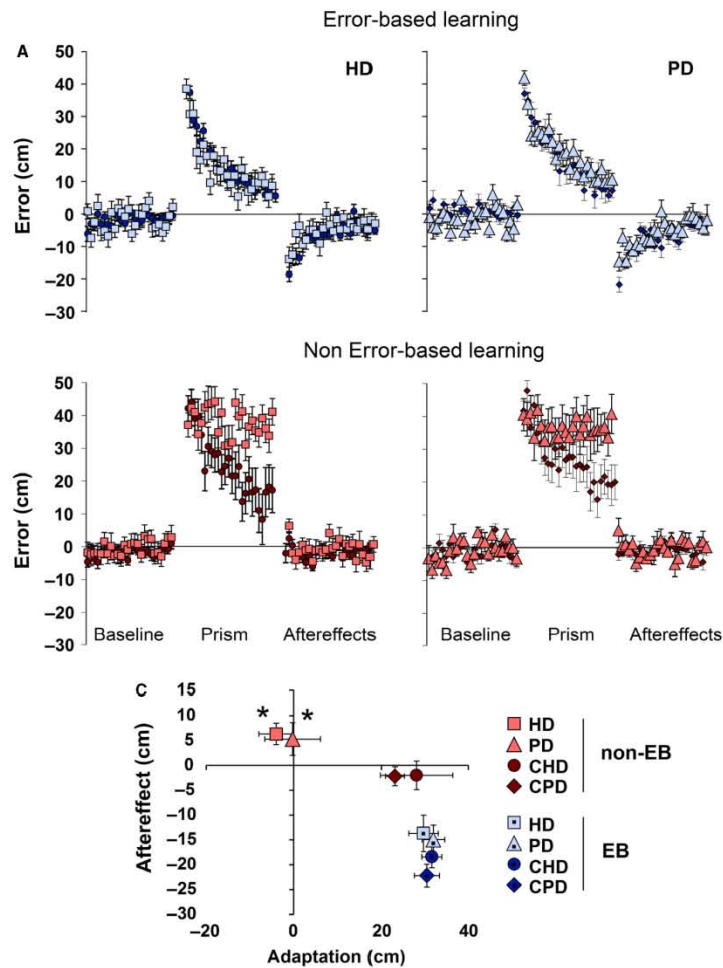 Error-based learning
A
HD
PD
50
40
30
20
10
0
–10
–20
–30
Error (cm)
Non Error-based learning
50
40
30
20
10
0
–10
–20
–30
Error (cm)
Baseline Prism Aftereffects
Baseline Prism Aftereffects
C
15
10
5
0
–5
–10
–15
–20
–25
–30
Aftereffect (cm)
* *
–20 0 20 40
Adaptation (cm)
HD
PD
CHD
CPD
non-EB
HD
PD
CHD
CPD
EB